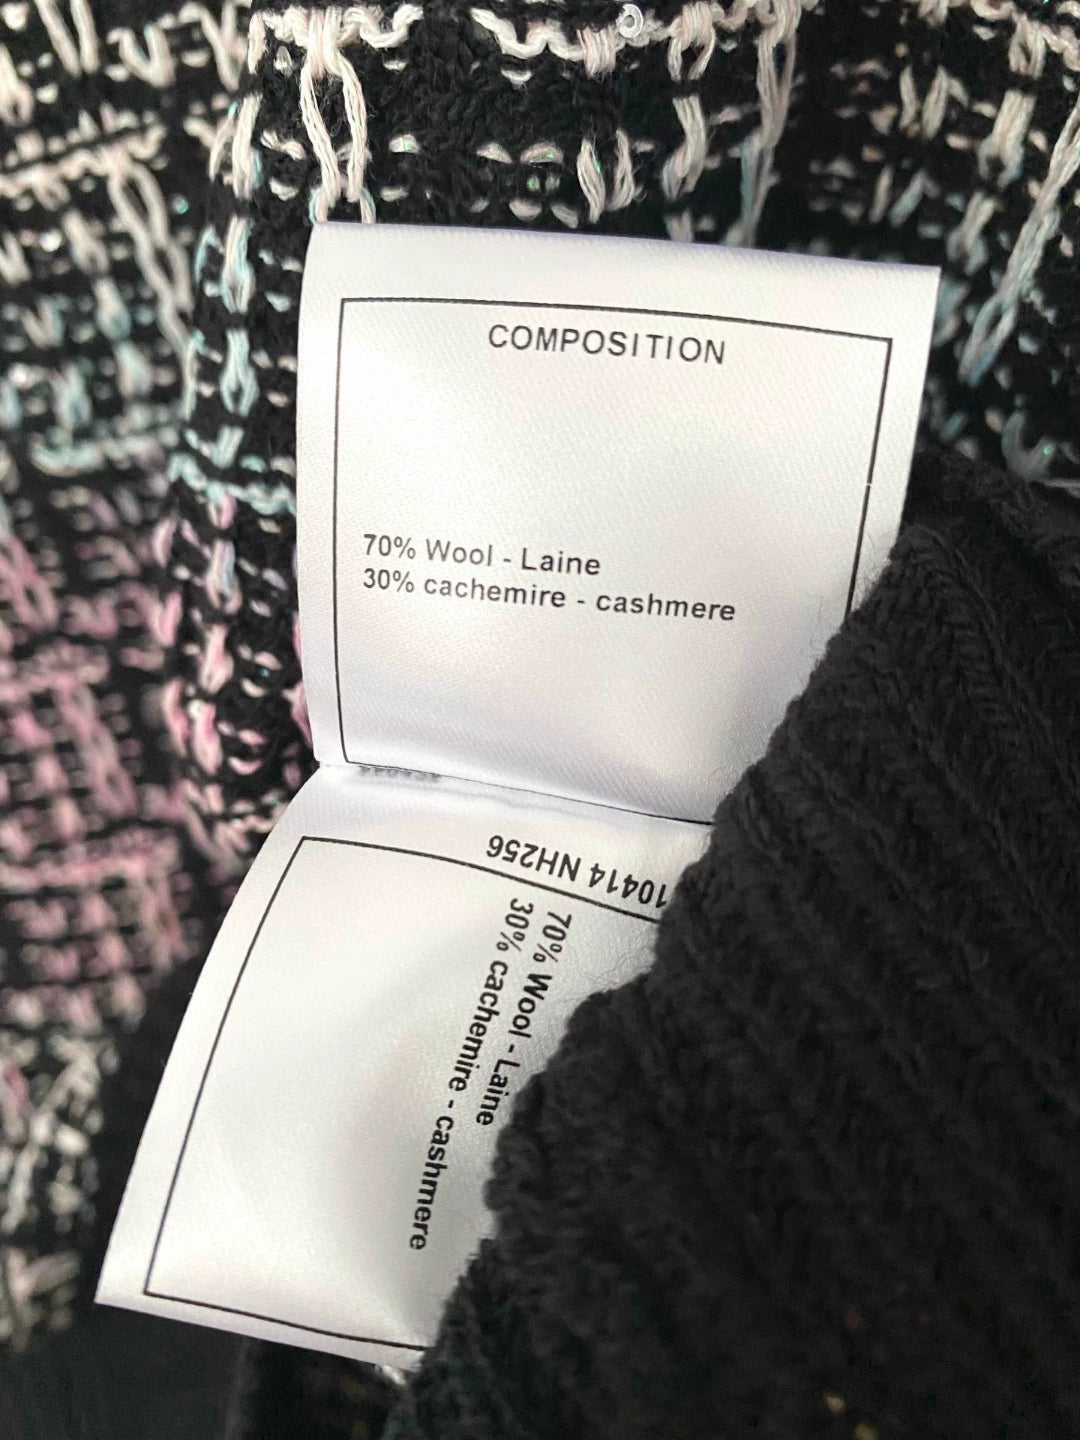 COMPOSITION
70% Wool - Laine
30% cachemire - cashmere
10414 NH256
70% Wool - Laine
30% cachemire - cashmere